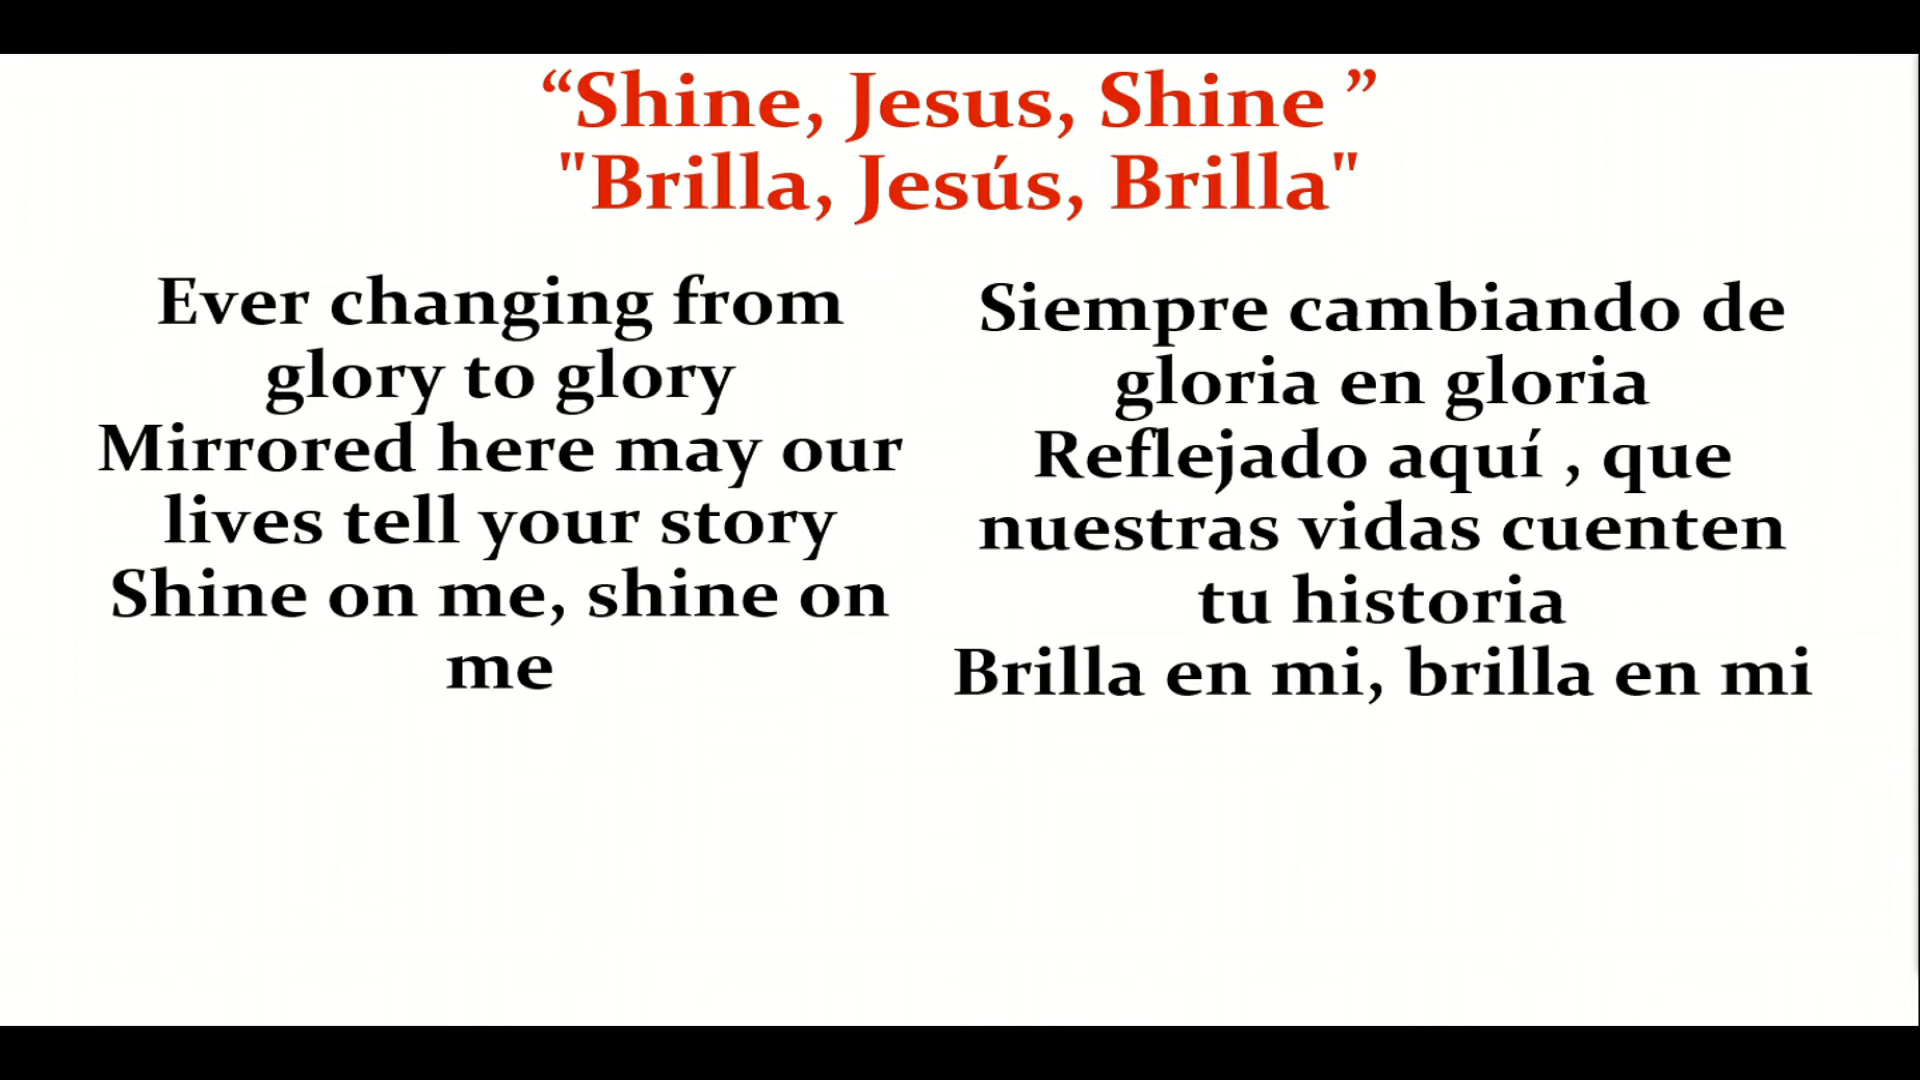 “Shine, Jesus, Shine ”
"Brilla, Jesús, Brilla"
Ever changing from
glory to glory
Mirrored here may our
lives tell your story
Shine on me, shine on
me
Siempre cambiando de
gloria en gloria
Reflejado aquí , que
nuestras vidas cuenten
tu historia
Brilla en mi, brilla en mi